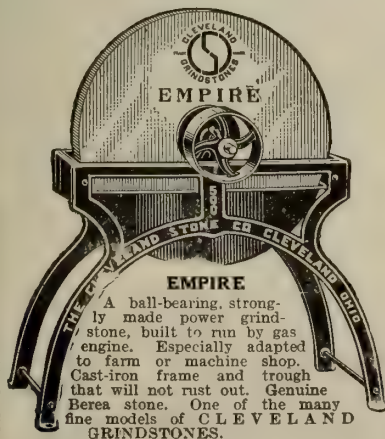 CLEVELAND
TRADE MARK
GRINDSTONES
EMPIRE
THE CLEVELAND STONE CO CLEVELAND OHIO
EMPIRE
A ball-bearing, strong-
ly made power grind-
stone, built to run by gas
engine. Especially adapted
to farm or machine shop.
Cast-iron frame and trough
that will not rust out. Genuine
Berea stone. One of the many
fine models of CLEVELAND
GRINDSTONES.